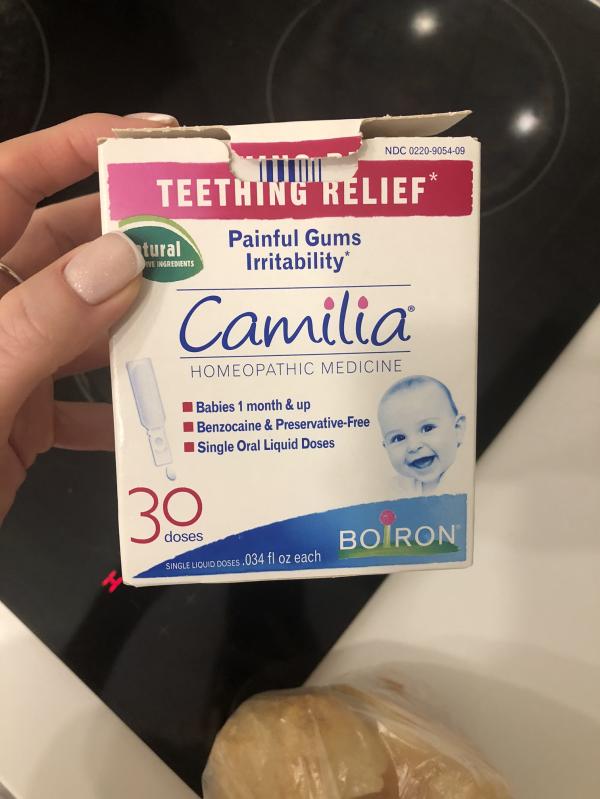 NDC 0220-9054-09
TEETHING RELIEF*
Painful Gums
Irritability*
Camilia®
HOMEOPATHIC MEDICINE
Babies 1 month & up
Benzocaine & Preservative-Free
Single Oral Liquid Doses
30
doses
SINGLE LIQUID DOSES .034 fl oz each
BOIRON®
INGREDIENTS
H